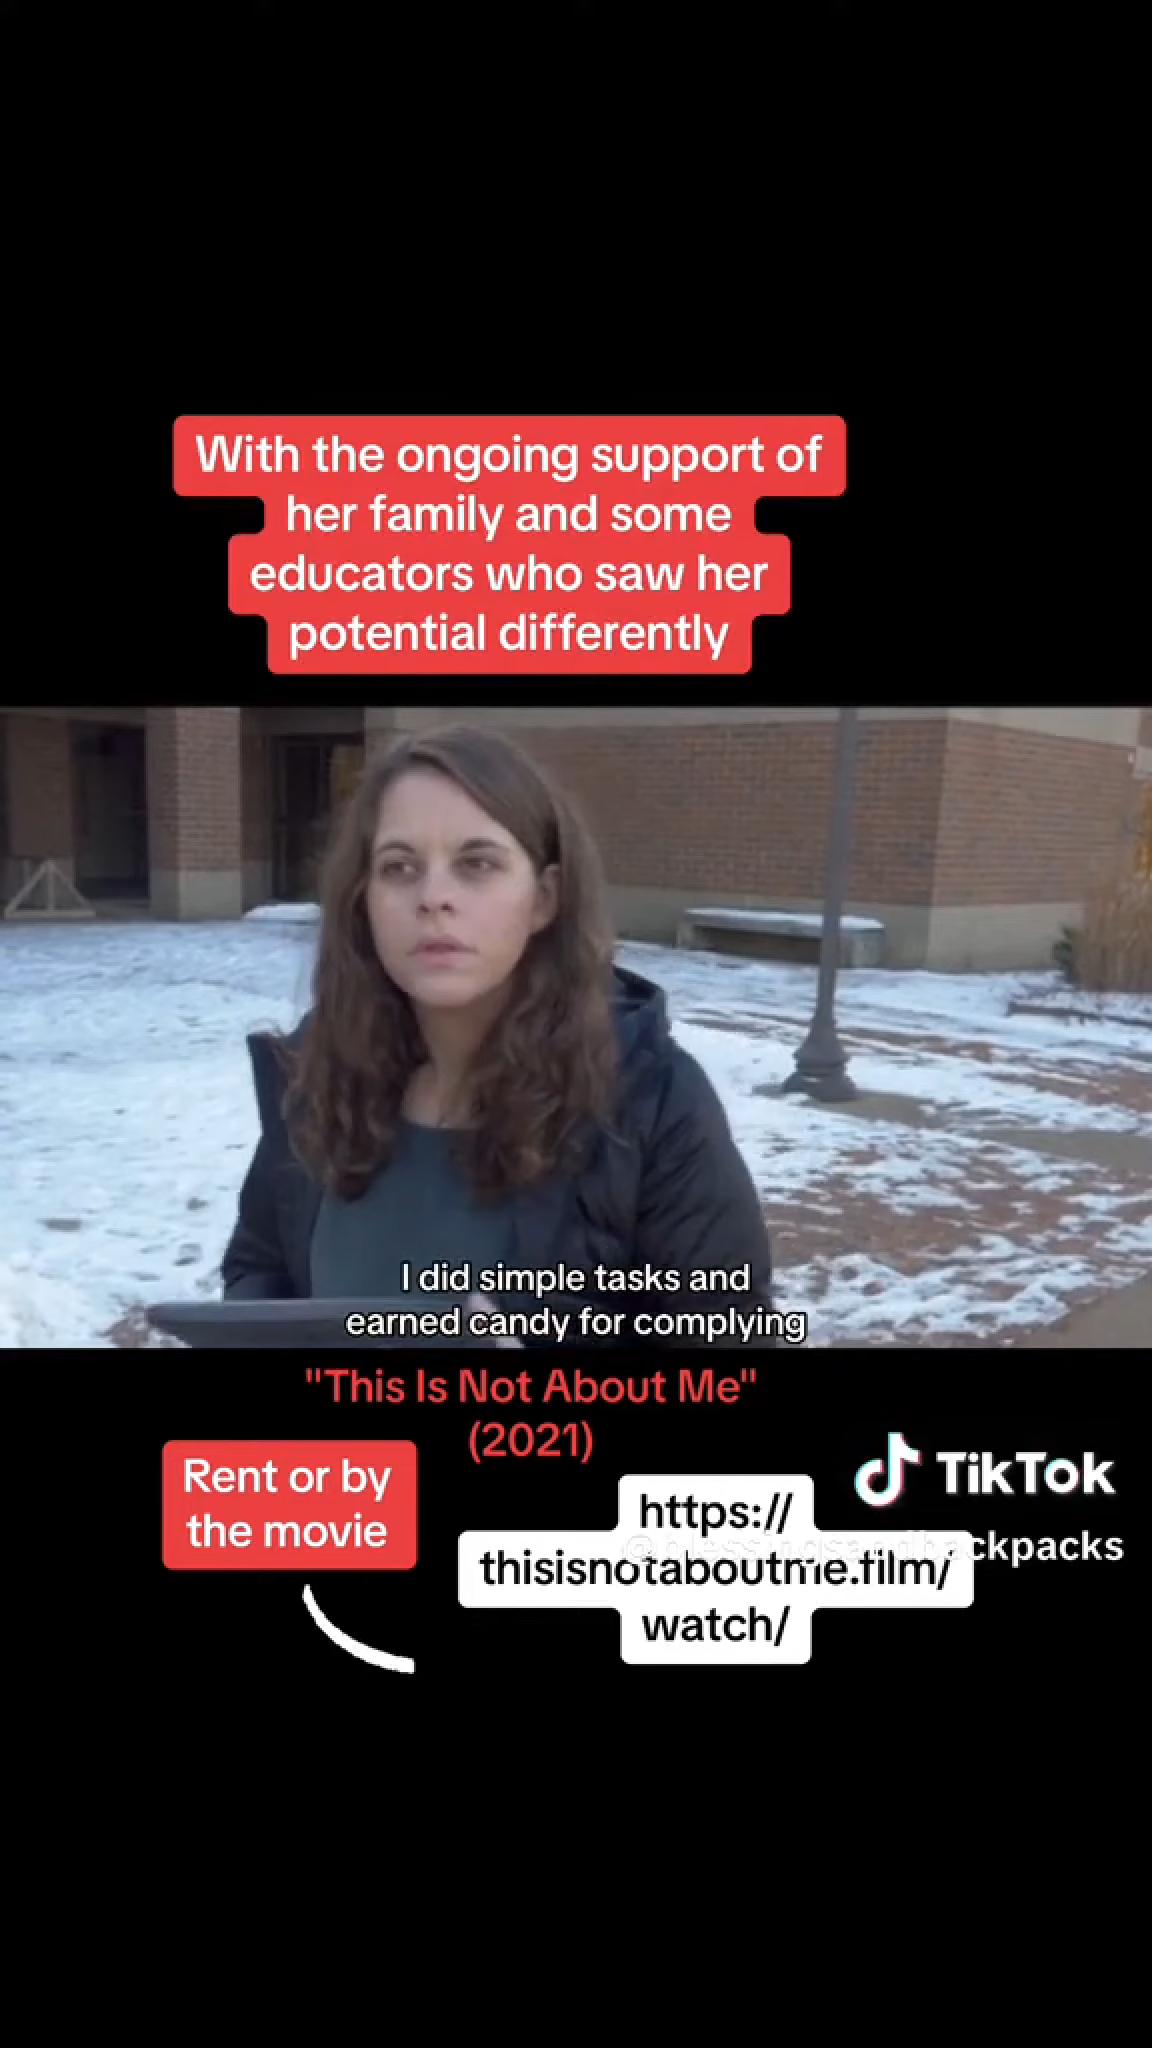 With the ongoing support of
her family and some
educators who saw her
potential differently
I did simple tasks and
earned candy for complying
"This Is Not About Me"
(2021)
Rent or by
the movie
https://
thisisnotaboutme.film/
watch/
TikTok
@blessingsandbackpacks